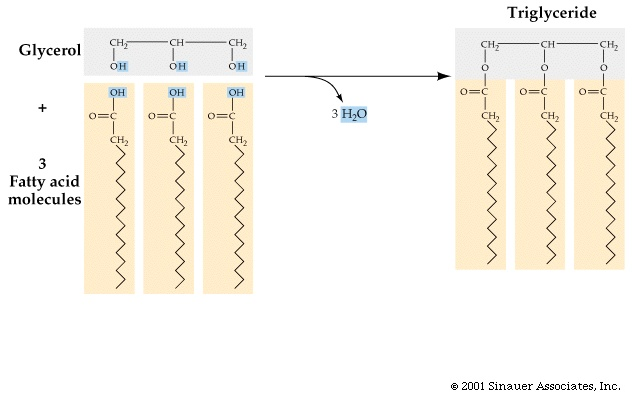 Triglyceride
Glycerol
CH2 CH CH2
OH OH OH
+
OH OH OH
O=C O=C O=C
CH2 CH2 CH2
3
Fatty acid
molecules
3 H2O
CH2 CH CH2
O O O
O=C O=C O=C
CH2 CH2 CH2
© 2001 Sinauer Associates, Inc.